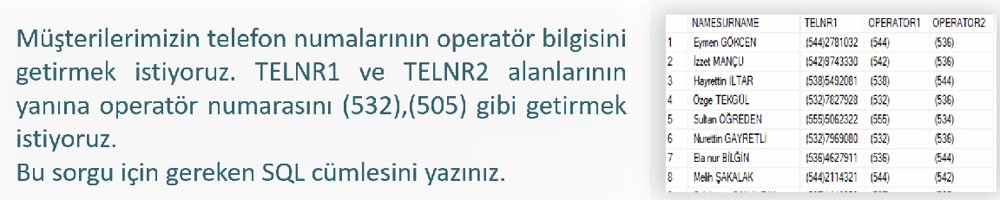 Müşterilerimizin telefon numalarının operatör bilgisini
getirmek istiyoruz. TELNR1 ve TELNR2 alanlarının
yanına operatör numarasını (532),(505) gibi getirmek
istiyoruz.
Bu sorgu için gereken SQL cümlesini yazınız.
NAMESURNAME TELNR1 OPERATOR1 OPERATOR2
1 Eymen GÖKCEN (544)2781032 (544) (536)
2 İzzet MANÇU (542)9743330 (542) (536)
3 Hayrettin İLTAR (538)5492081 (538) (544)
4 Özge TEKGÜL (532)7827928 (532) (536)
5 Sultan ÖĞREDEN (555)5062322 (555) (534)
6 Nurettin GAYRETLİ (532)7969080 (532) (536)
7 Ela nur BİLĞİN (536)4627911 (536) (544)
8 Melih ŞAKALAK (544)2114321 (544) (542)